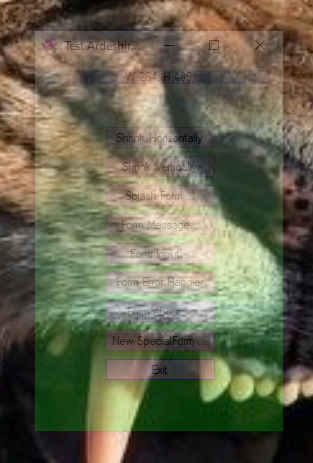 Test Ardeshir...
W:264, H:409
Shrink Horizontally
Shrink Vertically
Splash Form ...
Form Message ...
Form Input...
Form Error Handler
Form About ...
New SpecialForm ...
Exit